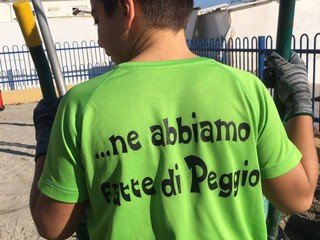 ...ne abbiamo
fatte di Peggio